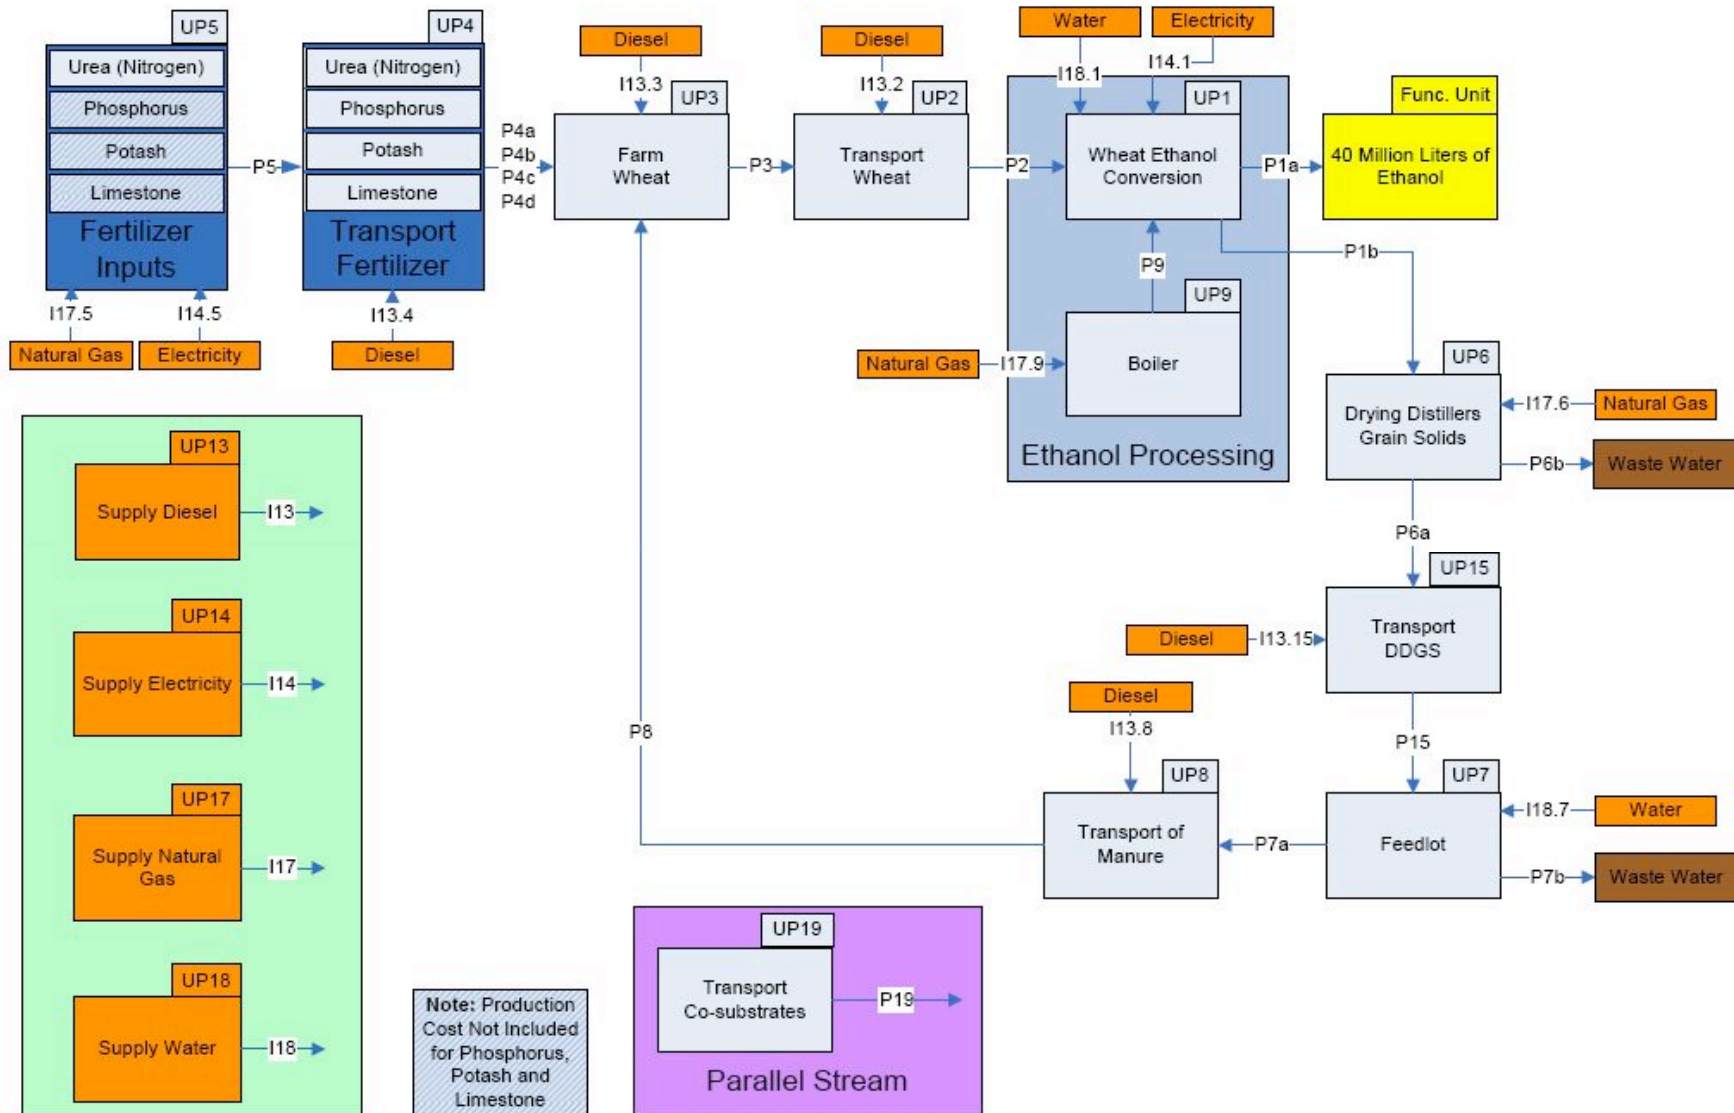 UP5
Urea (Nitrogen)
Phosphorus
Potash
Limestone
Fertilizer
Inputs
I17.5
I14.5
Natural Gas
Electricity
P5
UP4
Urea (Nitrogen)
Phosphorus
Potash
Limestone
Transport
Fertilizer
I13.4
Diesel
P4a
P4b
P4c
P4d
Diesel
I13.3
UP3
Farm
Wheat
P3
Diesel
I13.2
UP2
Transport
Wheat
P2
Water
Electricity
I18.1
I14.1
UP1
Wheat Ethanol
Conversion
P1a
Func. Unit
40 Million Liters of
Ethanol
P9
P1b
UP9
Boiler
Natural Gas
I17.9
Ethanol Processing
UP6
Drying Distillers
Grain Solids
I17.6
Natural Gas
P6b
Waste Water
P6a
UP15
Transport
DDGS
Diesel
I13.15
P15
UP7
Feedlot
I18.7
Water
P7b
Waste Water
P7a
Diesel
I13.8
UP8
Transport of
Manure
P8
UP13
Supply Diesel
I13
UP14
Supply Electricity
I14
UP17
Supply Natural
Gas
I17
UP18
Supply Water
I18
Note: Production
Cost Not Included
for Phosphorus,
Potash and
Limestone
UP19
Transport
Co-substrates
P19
Parallel Stream